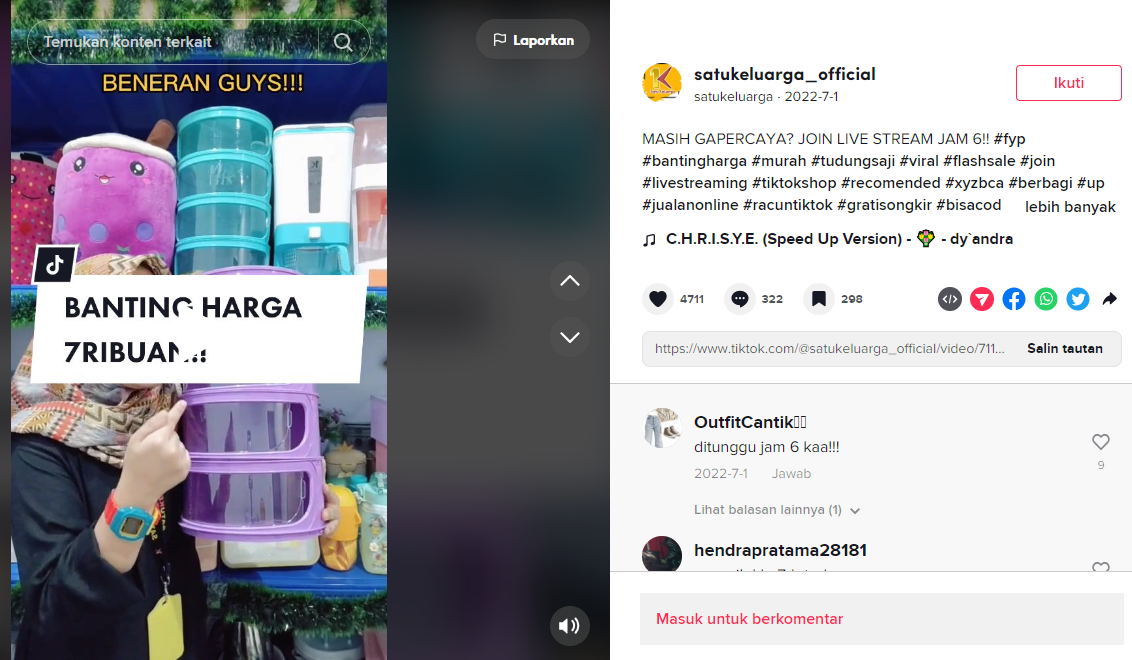 Temukan konten terkait
Laporkan
BENERAN GUYS!!!
BANTING HARGA
7RIBUAN!!!
satukeluarga_official
satukeluarga · 2022-7-1
Ikuti
MASIH GAPERCAYA? JOIN LIVE STREAM JAM 6!! #fyp
#bantingharga #murah #tudungsaji #viral #flashsale #join
#livestreaming #tiktokshop #recomended #xyzbca #berbagi #up
#jualanonline #racuntiktok #gratisongkir #bisacod
lebih banyak
C.H.R.I.S.Y.E. (Speed Up Version) - 💐 - dy`andra
4711
322
298
https://www.tiktok.com/@satukeluarga_official/video/711...
Salin tautan
OutfitCantik
ditunggu jam 6 kaa!!!
2022-7-1 Jawab
9
Lihat balasan lainnya (1)
hendrapratama28181
Masuk untuk berkomentar